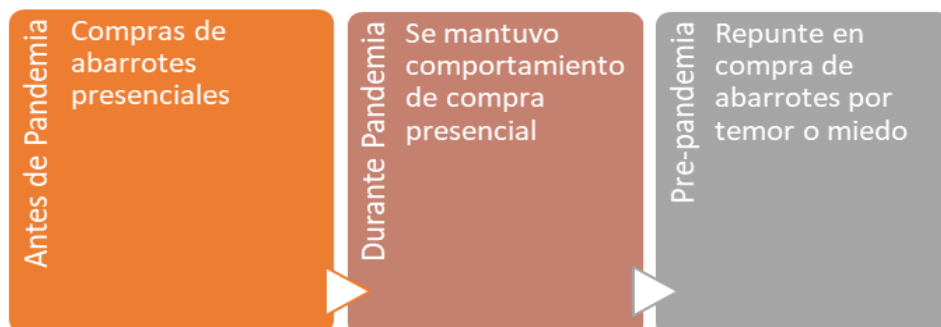 Antes de Pandemia
Compras de
abarrotes
presenciales
Durante Pandemia
Se mantuvo
comportamiento
de compra
presencial
Pre-pandemia
Repunte en
compra de
abarrotes por
temor o miedo